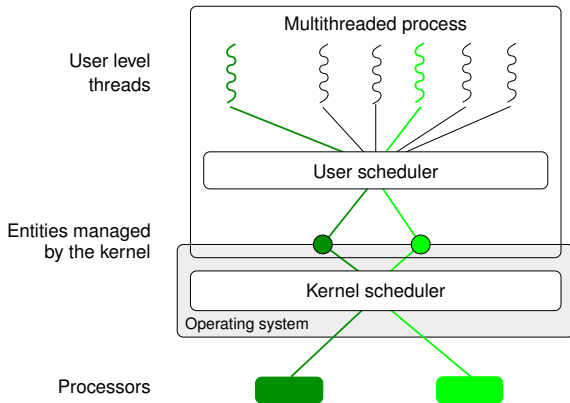 Multithreaded process
User level
threads
User scheduler
Entities managed
by the kernel
Kernel scheduler
Operating system
Processors